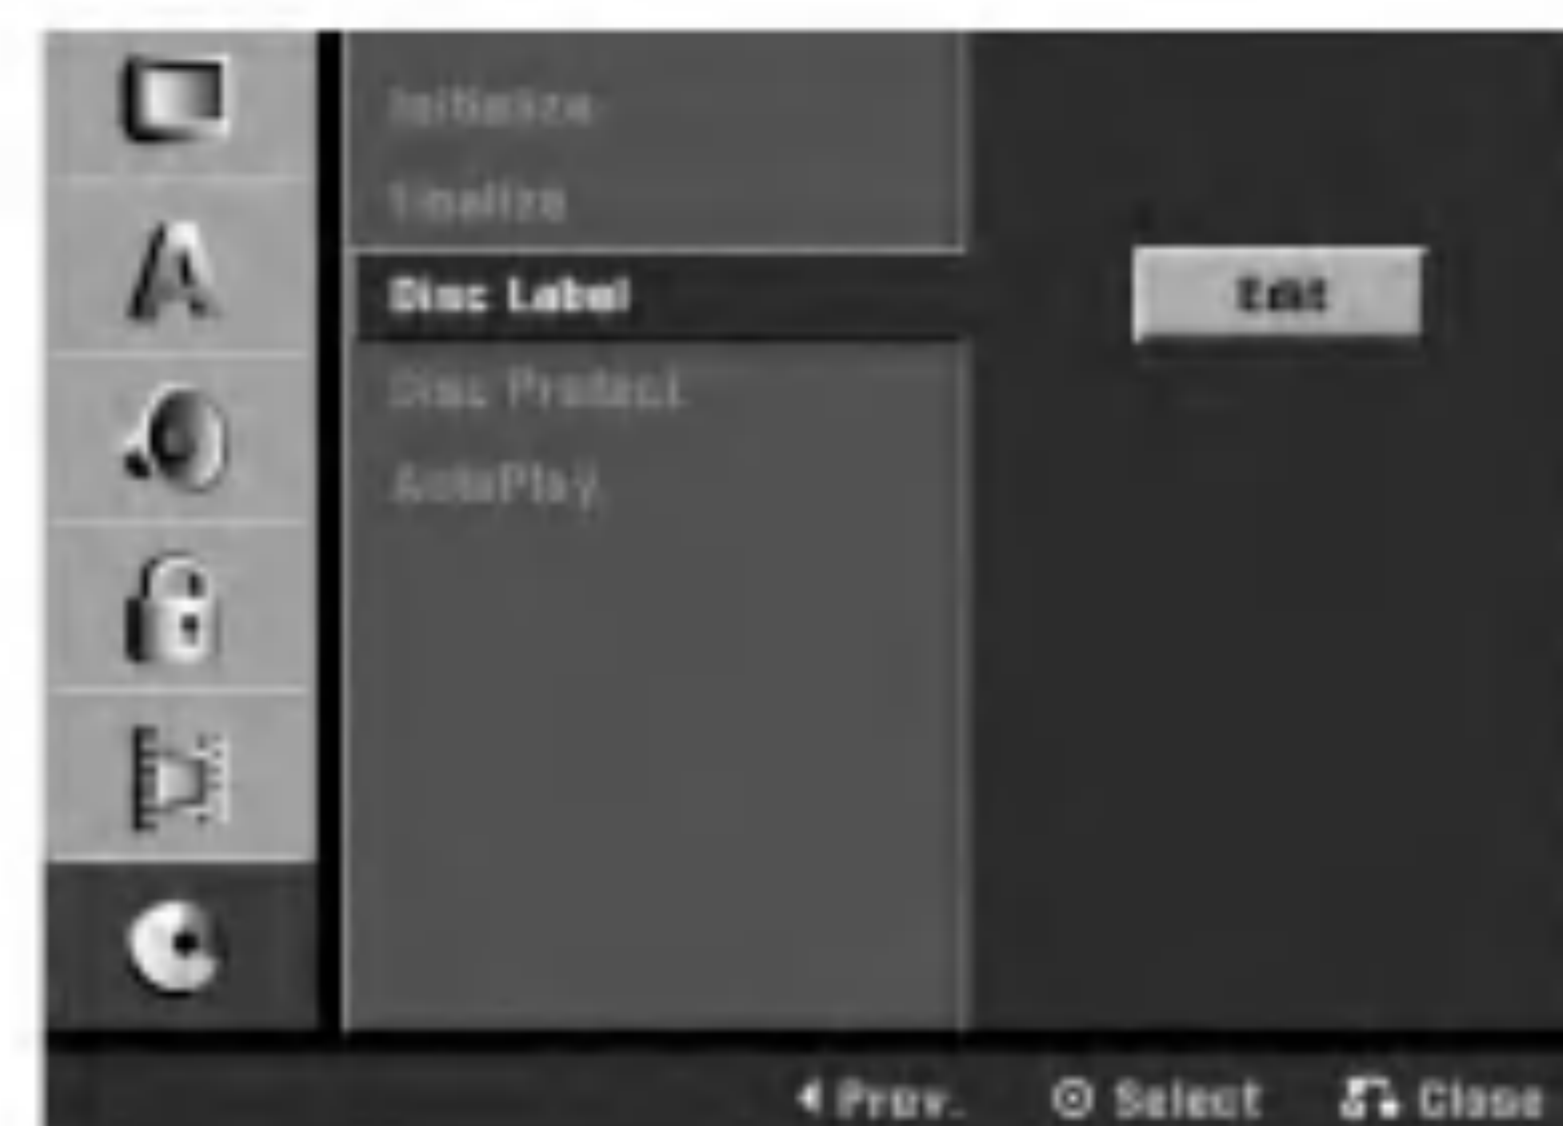 Initialize
Finalize
Disc Label
Edit
Disc Protect
AutoPlay
Prev.
Select
Close